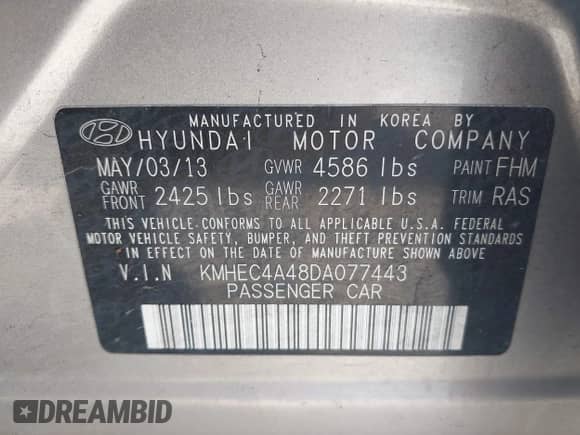 MANUFACTURED IN KOREA BY
HYUNDAI MOTOR COMPANY
MAY/03/13 GVWR 4586 lbs PAINT FHM
GAWR FRONT 2425 lbs GAWR REAR 2271 lbs TRIM RAS
THIS VEHICLE CONFORMS TO ALL APPLICABLE U.S.A. FEDERAL
MOTOR VEHICLE SAFETY, BUMPER, AND THEFT PREVENTION
STANDARDS IN EFFECT ON THE DATE OF MANUFACTURE SHOWN ABOVE
V.I.N KMHEC4A48DA077443
PASSENGER CAR
DREAMBID